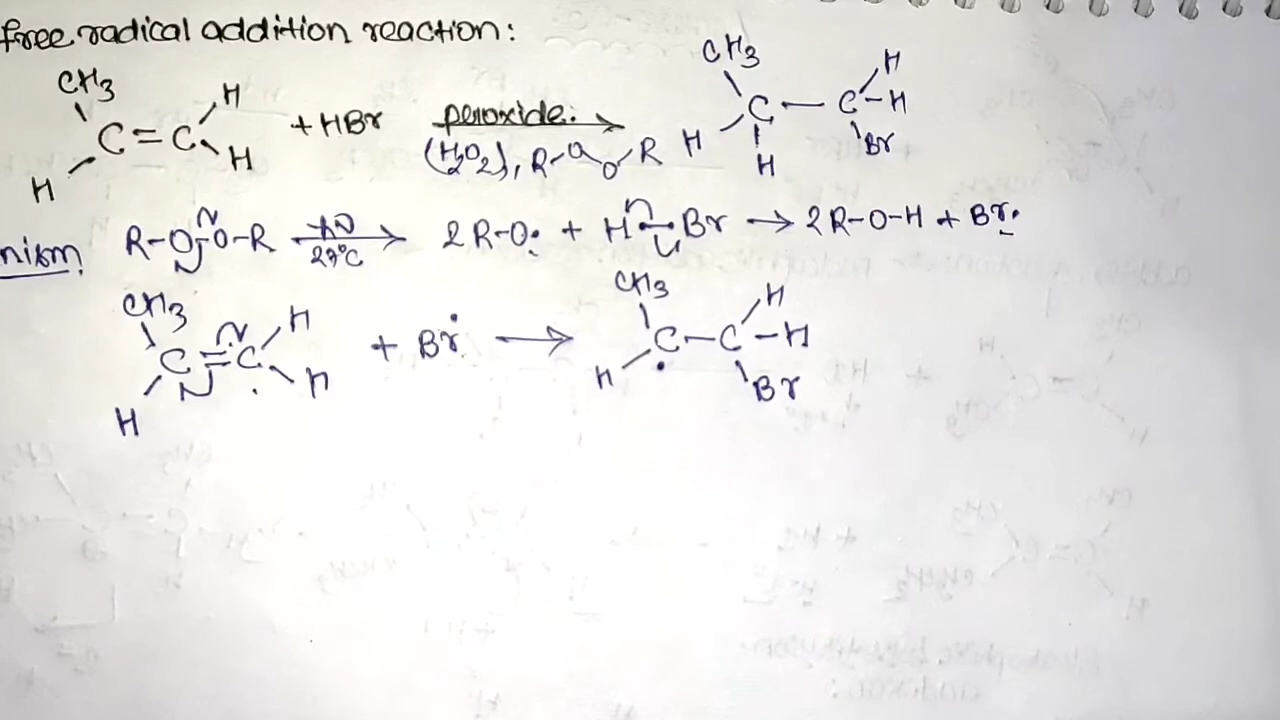 free radical addition reaction:
CH3 H CH3 H
C=C + HBr peroxide. C — C-H
H H (H2O2), R-O-O-R H H Br
nism R-O-O-R hν 27°C 2R-O• + H-Br → 2R-O-H + Br•
CH3 H CH3 H
C=C + Br• → C-C-H
H H H • Br